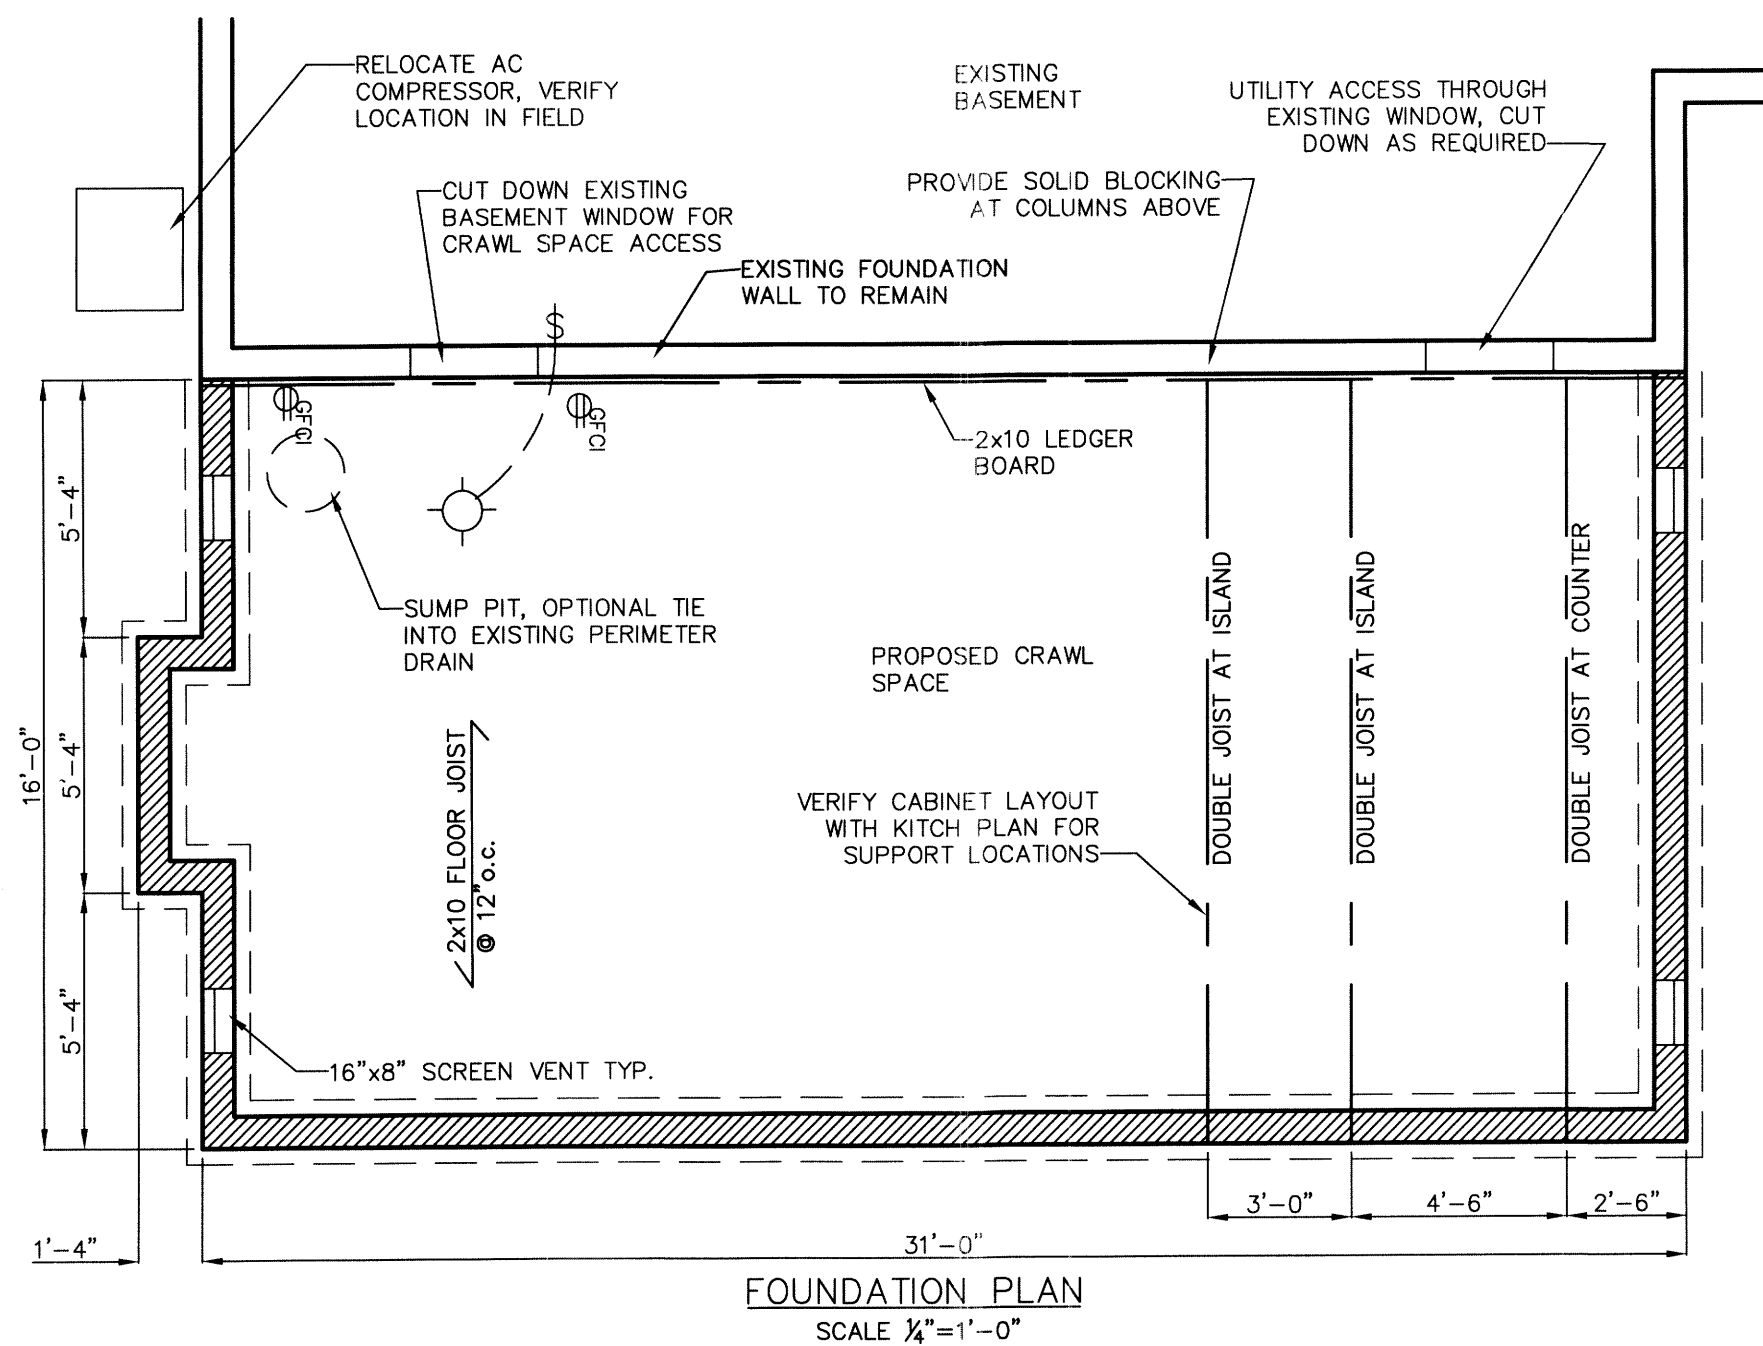 RELOCATE AC
COMPRESSOR, VERIFY
LOCATION IN FIELD
EXISTING
BASEMENT
UTILITY ACCESS THROUGH
EXISTING WINDOW, CUT
DOWN AS REQUIRED
CUT DOWN EXISTING
BASEMENT WINDOW FOR
CRAWL SPACE ACCESS
PROVIDE SOLID BLOCKING
AT COLUMNS ABOVE
EXISTING FOUNDATION
WALL TO REMAIN
S
GFCI
GFCI
2x10 LEDGER
BOARD
5'-4"
SUMP PIT, OPTIONAL TIE
INTO EXISTING PERIMETER
DRAIN
PROPOSED CRAWL
SPACE
DOUBLE JOIST AT ISLAND
DOUBLE JOIST AT ISLAND
DOUBLE JOIST AT COUNTER
16'-0"
5'-4"
2x10 FLOOR JOIST
@ 12"o.c.
VERIFY CABINET LAYOUT
WITH KITCH PLAN FOR
SUPPORT LOCATIONS
5'-4"
16"x8" SCREEN VENT TYP.
3'-0"
4'-6"
2'-6"
1'-4"
31'-0"
FOUNDATION PLAN
SCALE ¼"=1'-0"